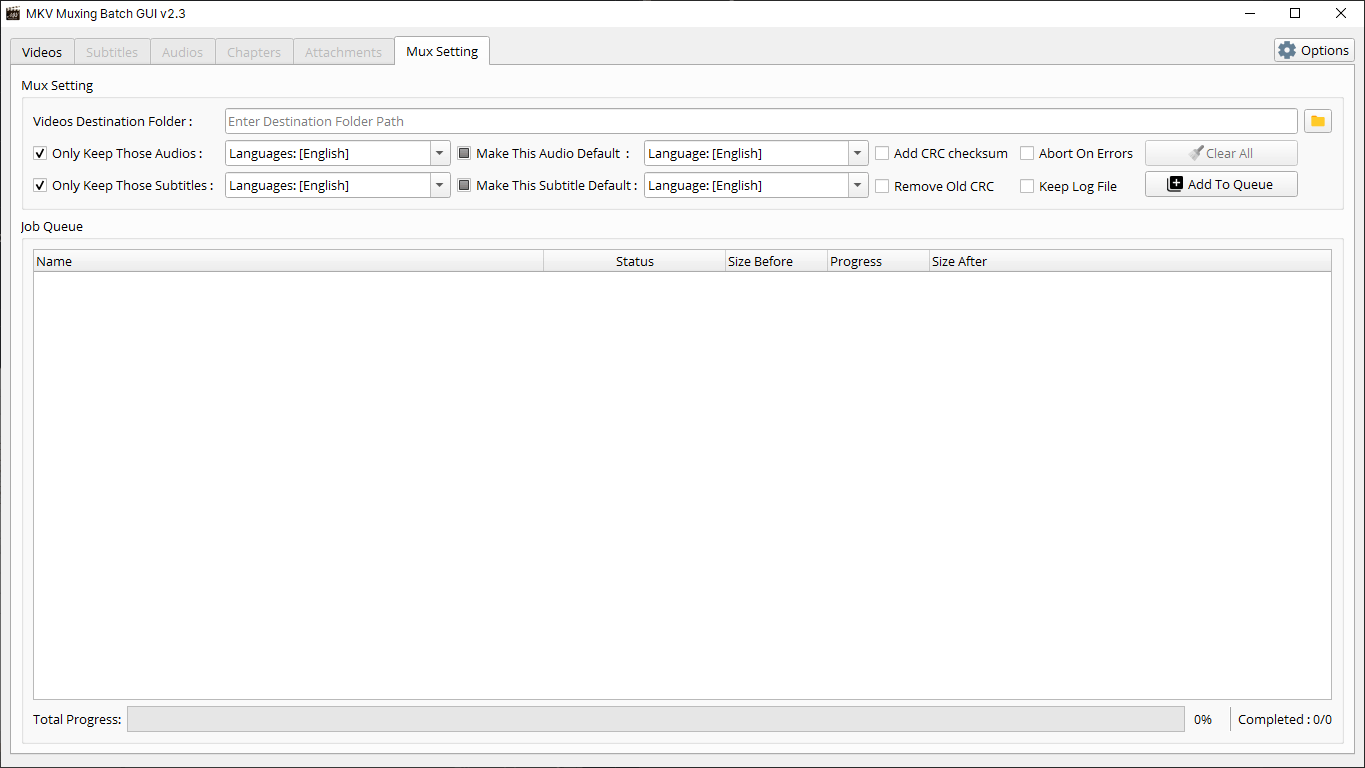 MKV Muxing Batch GUI v2.3
Videos Subtitles Audios Chapters Attachments Mux Setting Options
Mux Setting
Videos Destination Folder : Enter Destination Folder Path
Only Keep Those Audios : Languages: [English] Make This Audio Default : Language: [English] Add CRC checksum Abort On Errors Clear All
Only Keep Those Subtitles : Languages: [English] Make This Subtitle Default : Language: [English] Remove Old CRC Keep Log File Add To Queue
Job Queue
Name Status Size Before Progress Size After
Total Progress: 0% Completed : 0/0